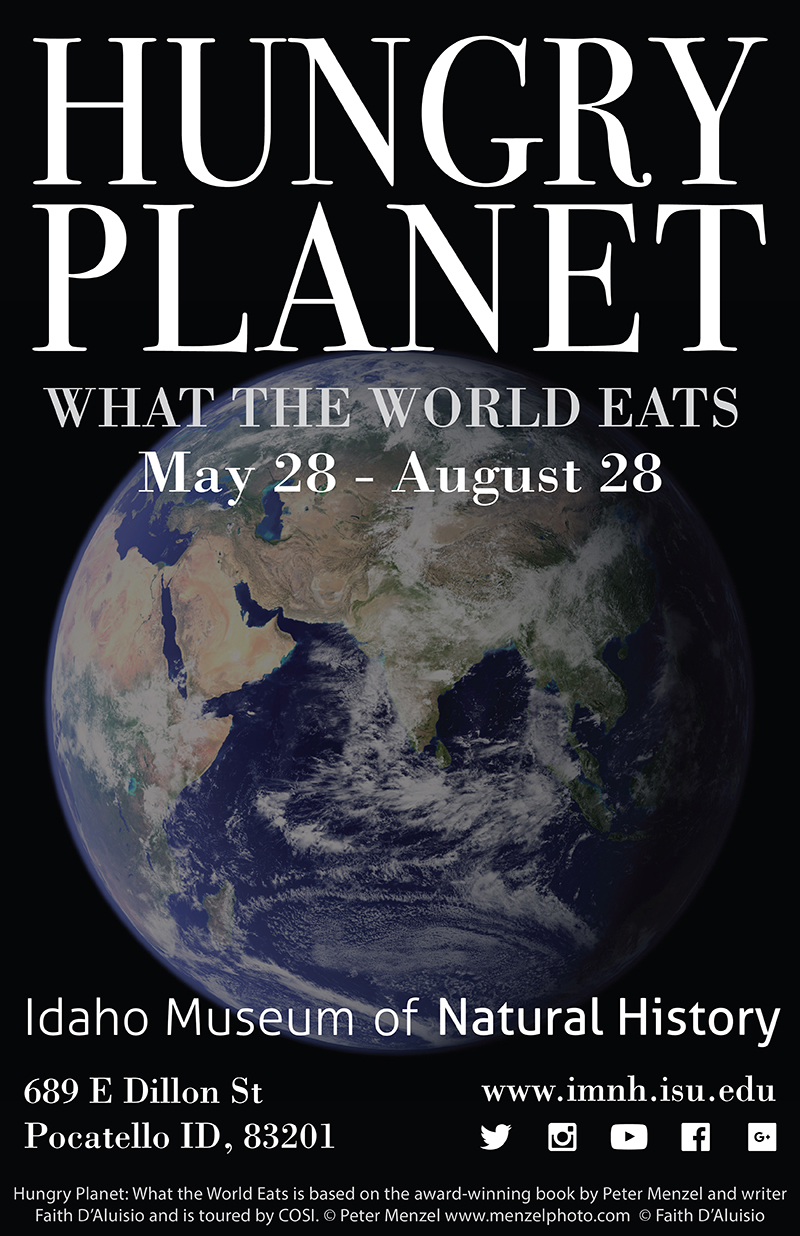 HUNGRY
PLANET
WHAT THE WORLD EATS
May 28 - August 28
Idaho Museum of Natural History
689 E Dillon St
www.imnh.isu.edu
Pocatello ID, 83201
G+
Hungry Planet: What the World Eats is based on the award-winning book by Peter Menzel and writer
Faith D'Aluisio and is toured by COSI. © Peter Menzel www.menzelphoto.com © Faith D'Aluisio